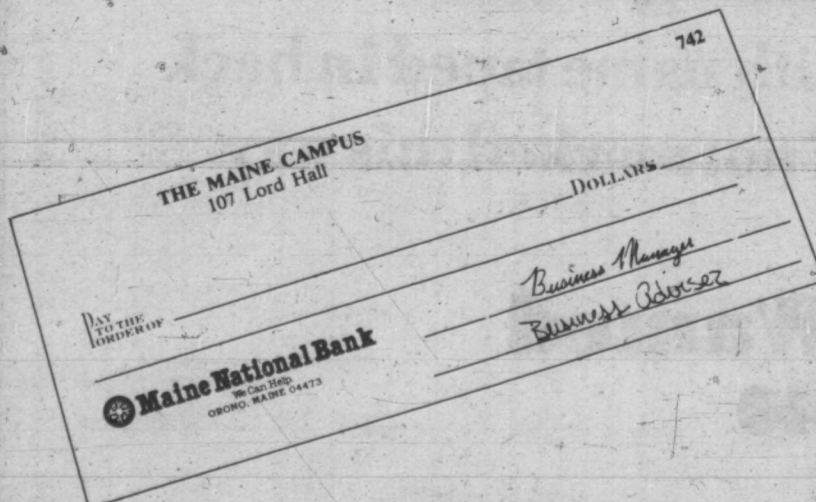 742
THE MAINE CAMPUS
107 Lord Hall
DOLLARS
PAY
TO THE
ORDER OF
Business Manager
Business Adviser
Maine National Bank
We Can Help
ORONO, MAINE 04473